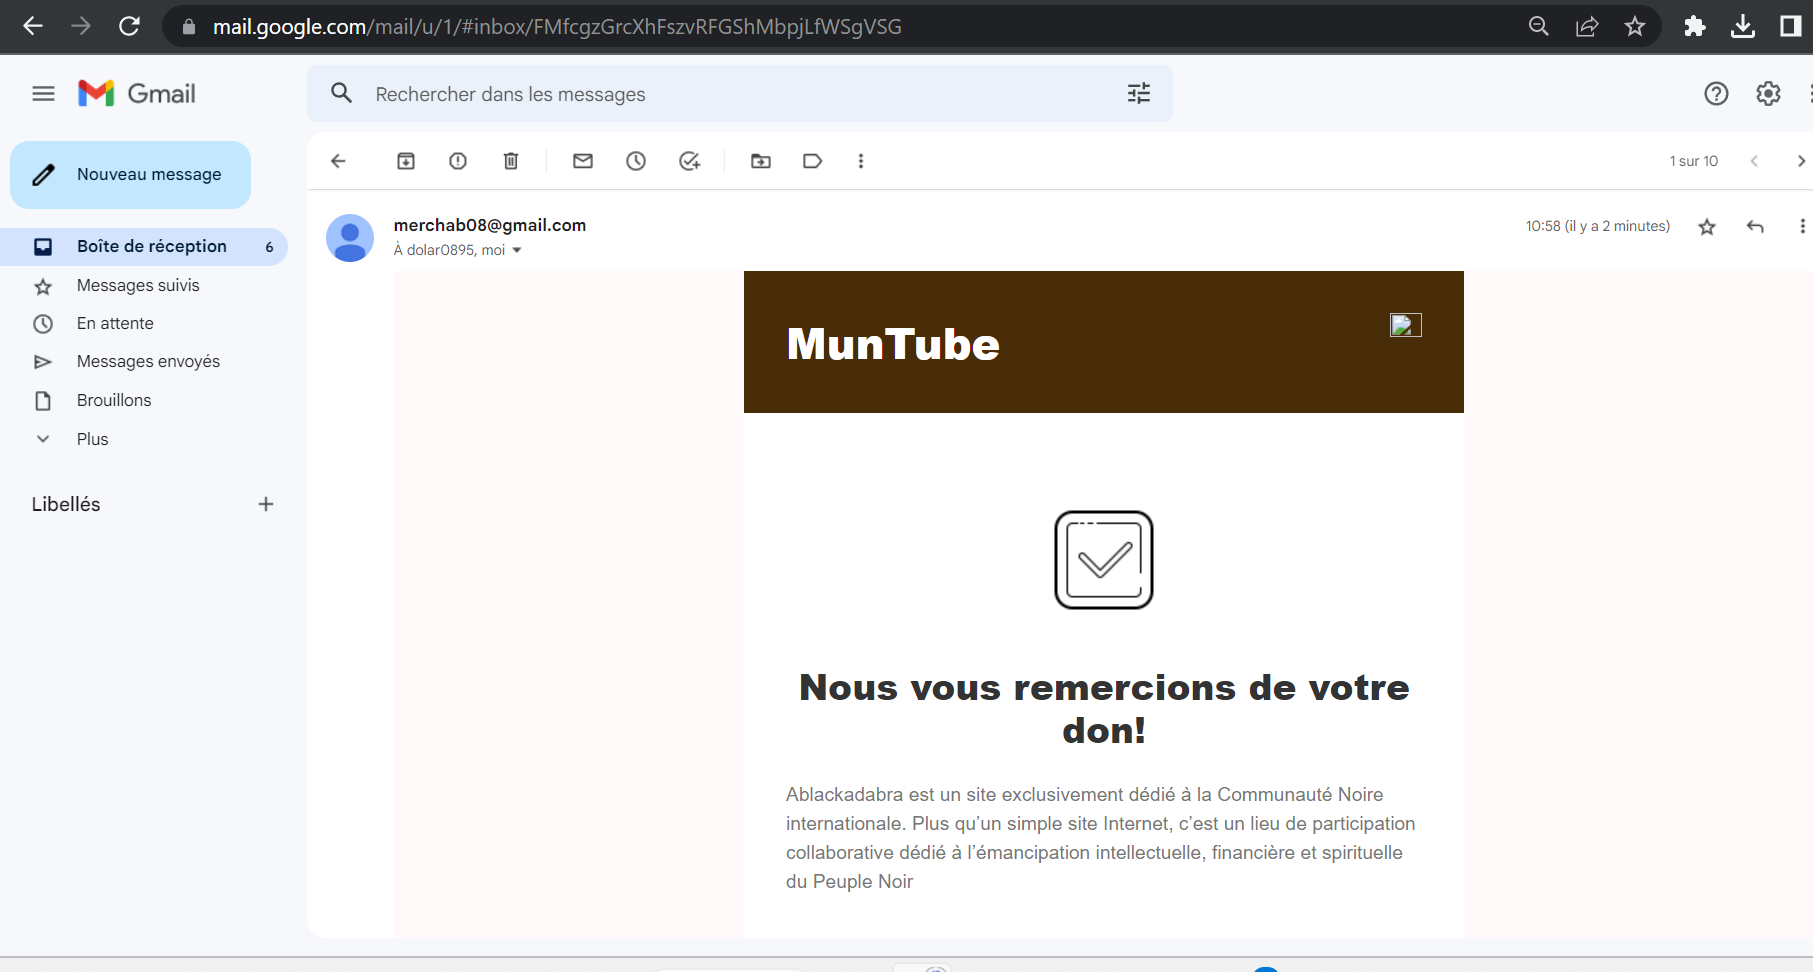 mail.google.com/mail/u/1/#inbox/FMfcgzGrcXhFszvRFGShMbpjLfWSgVSG
Gmail
Rechercher dans les messages
Nouveau message
1 sur 10
Boîte de réception 6
Messages suivis
En attente
Messages envoyés
Brouillons
Plus
Libellés
merchab08@gmail.com
10:58 (il y a 2 minutes)
À dolar0895, moi
MunTube
Nous vous remercions de votre
don!
Ablackadabra est un site exclusivement dédié à la Communauté Noire
internationale. Plus qu’un simple site Internet, c’est un lieu de participation
collaborative dédié à l’émancipation intellectuelle, financière et spirituelle
du Peuple Noir